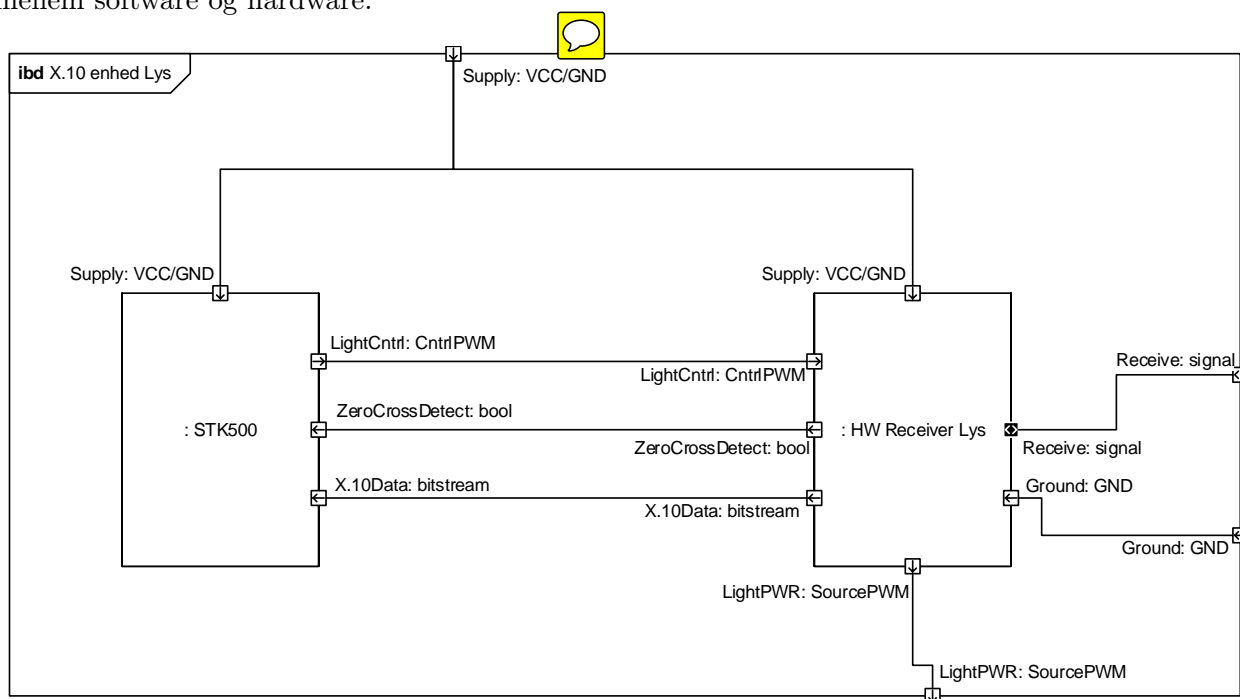 software og hardware.
ibd X.10 enhed Lys
Supply: VCC/GND
Supply: VCC/GND
Supply: VCC/GND
LightCntrl: CntrlPWM
LightCntrl: CntrlPWM
Receive: signal
ZeroCrossDetect: bool
: STK500
: HW Receiver Lys
ZeroCrossDetect: bool
Receive: signal
X.10Data: bitstream
Ground: GND
X.10Data: bitstream
Ground: GND
LightPWR: SourcePWM
LightPWR: SourcePWM